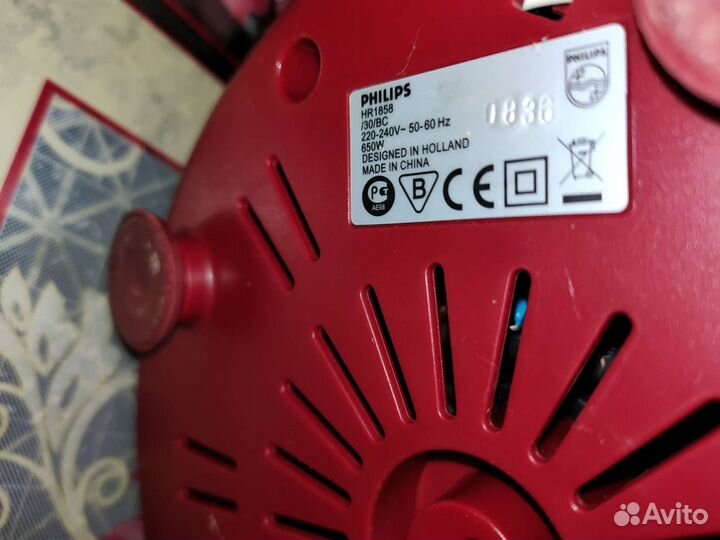 PHILIPS
HR1858
/30/BC
220-240V~ 50-60 Hz
650W
DESIGNED IN HOLLAND
MADE IN CHINA
1836
PHILIPS
РСТ
AE68
B
CE
Avito